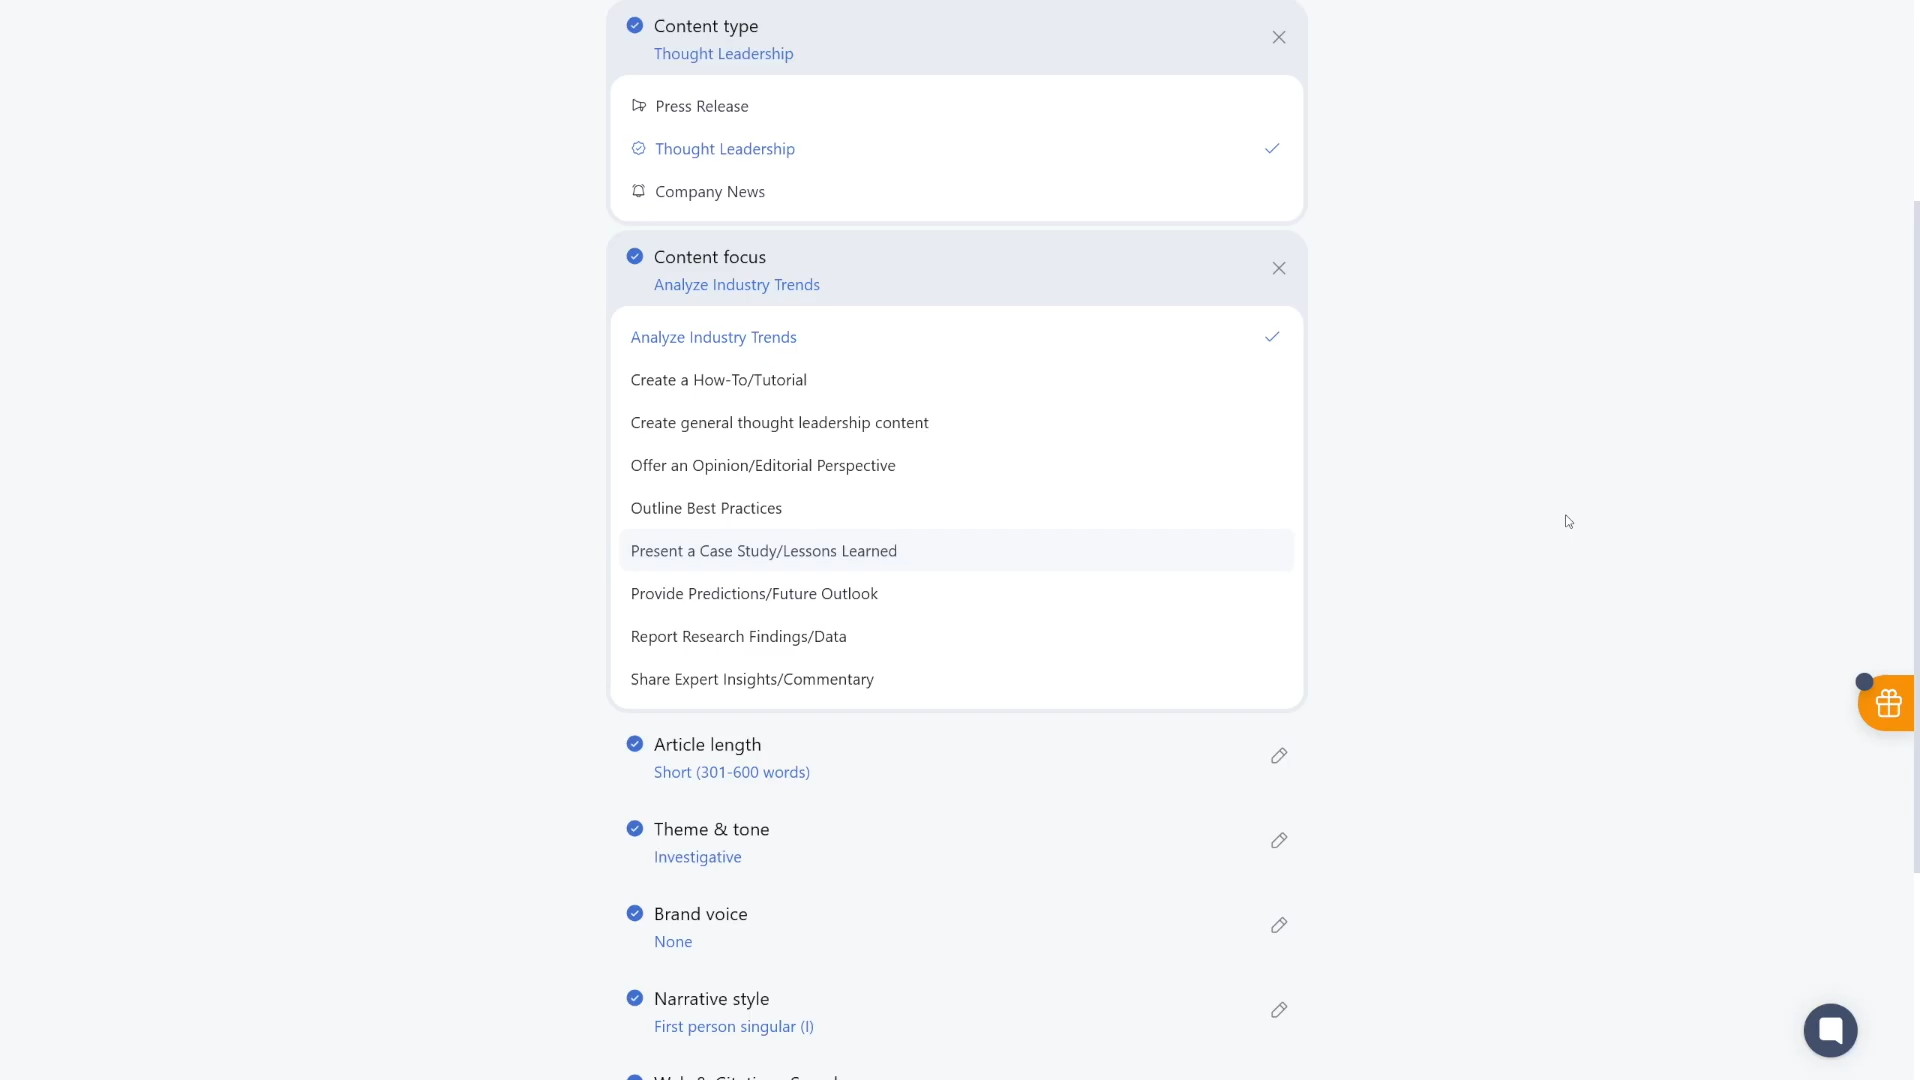 Content type
Thought Leadership
Press Release
Thought Leadership
Company News
Content focus
Analyze Industry Trends
Analyze Industry Trends
Create a How-To/Tutorial
Create general thought leadership content
Offer an Opinion/Editorial Perspective
Outline Best Practices
Present a Case Study/Lessons Learned
Provide Predictions/Future Outlook
Report Research Findings/Data
Share Expert Insights/Commentary
Article length
Short (301-600 words)
Theme & tone
Investigative
Brand voice
None
Narrative style
First person singular (I)